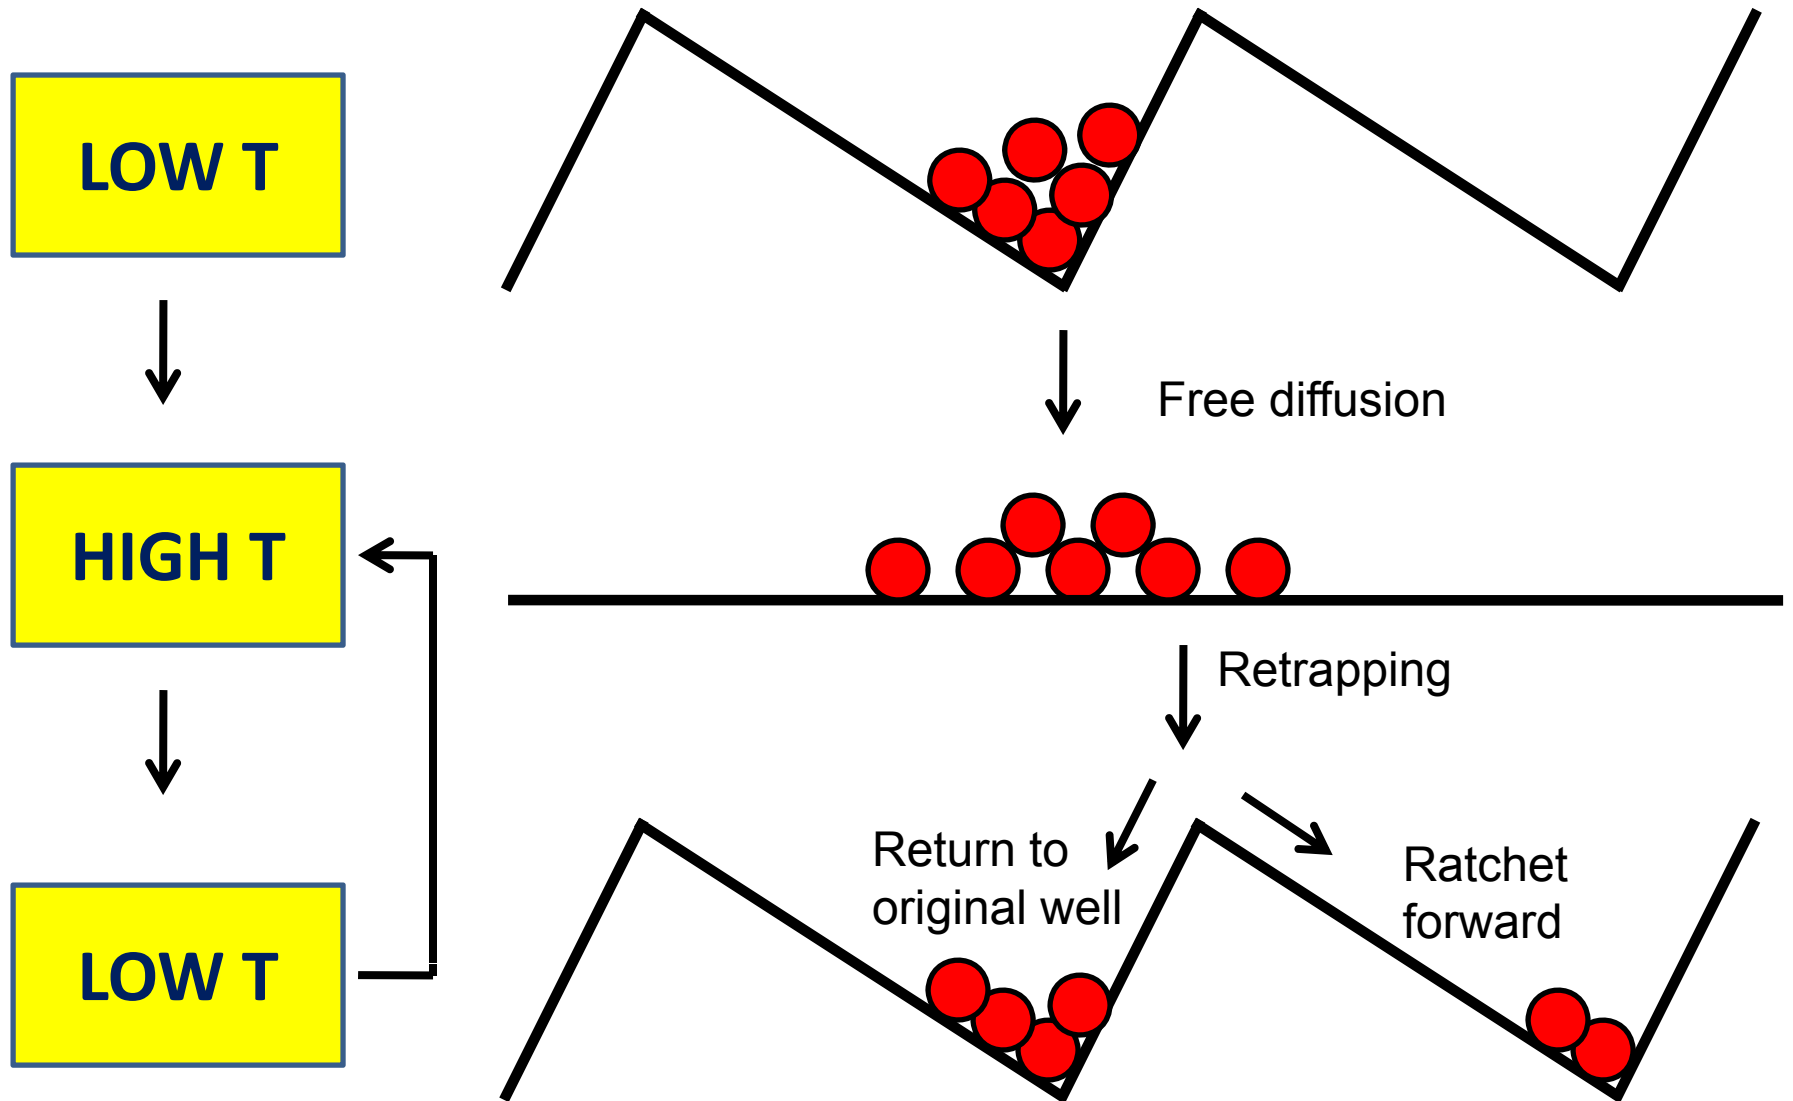 LOW T
Free diffusion
HIGH T
Retrapping
Return to
original well
Ratchet
forward
LOW T